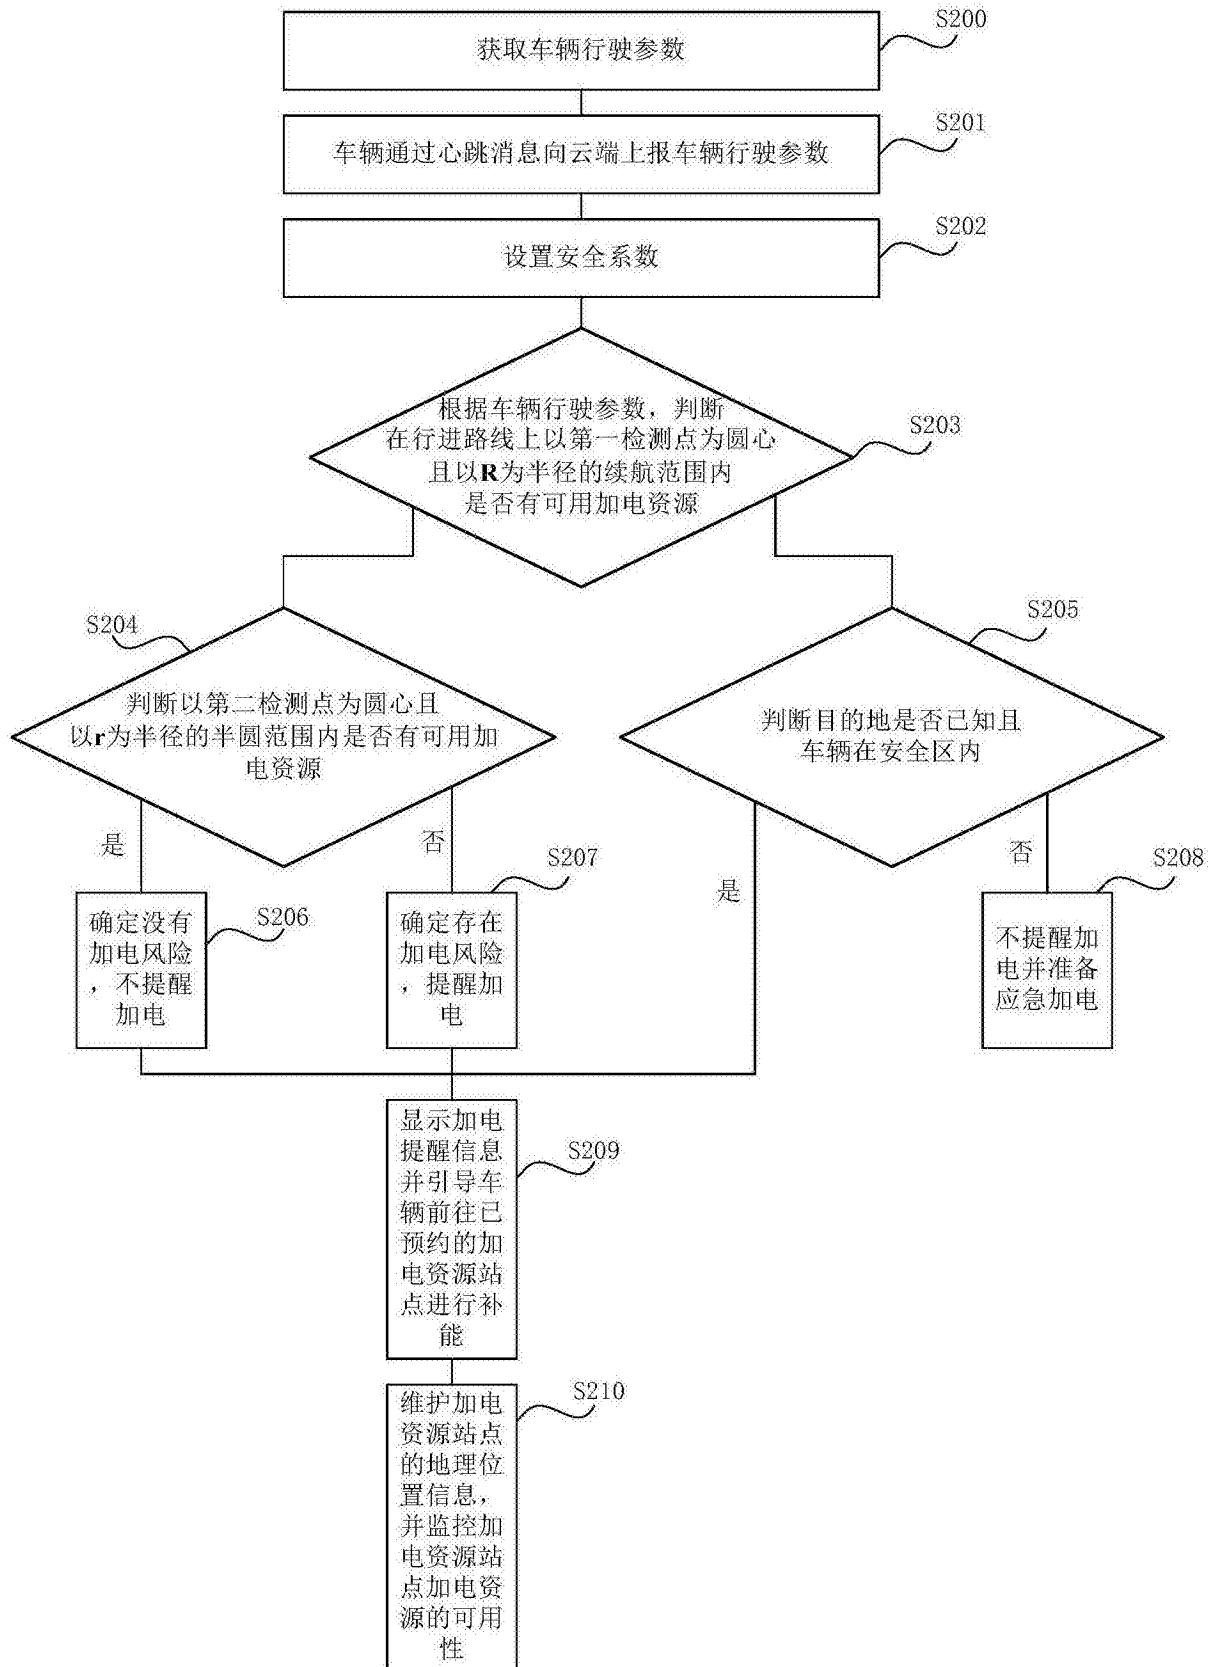 S200
获取车辆行驶参数
S201
车辆通过心跳消息向云端上报车辆行驶参数
S202
设置安全系数
根据车辆行驶参数，判断
在行进路线上以第一检测点为圆心
且以R为半径的续航范围内
是否有可用加电资源
S203
S204
判断以第二检测点为圆心且
以r为半径的半圆范围内是否有可用加
电资源
S205
判断目的地是否已知且
车辆在安全区内
是
否
是
否
S206
确定没有
加电风险
，不提醒
加电
S207
确定存在
加电风险
，提醒加
电
S208
不提醒加
电并准备
应急加电
显示加电
提醒信息
并引导车
辆前往已
预约的加
电资源站
点进行补
能
S209
维护加电
资源站点
的地理位
置信息，
并监控加
电资源站
点加电资
源的可用
性
S210